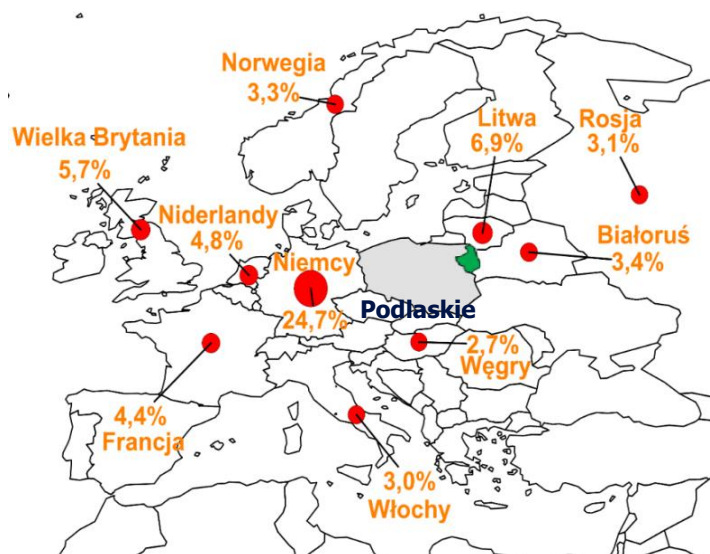 Norwegia
3,3%
Litwa
6,9%
Rosja
3,1%
Wielka Brytania
5,7%
Niderlandy
4,8%
Niemcy
24,7%
Białoruś
3,4%
Podlaskie
2,7%
Węgry
4,4%
Francja
3,0%
Włochy